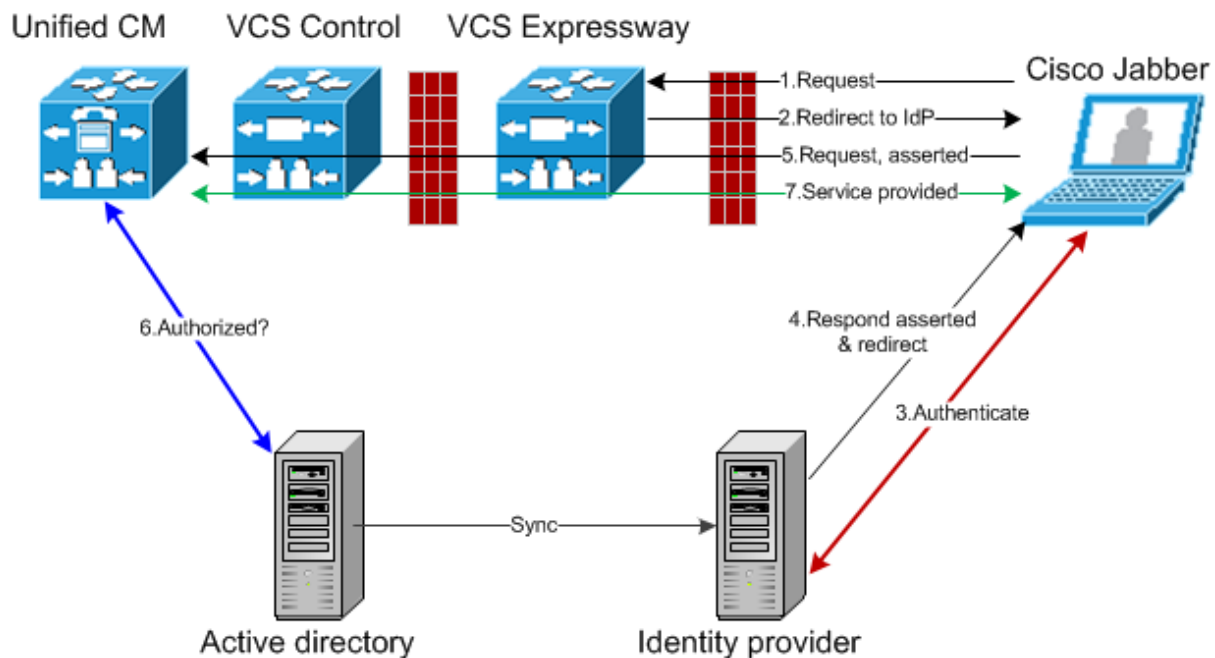 Unified CM
VCS Control
VCS Expressway
Cisco Jabber
1.Request
2.Redirect to IdP
5.Request, asserted
7.Service provided
6.Authorized?
4.Respond asserted
& redirect
3.Authenticate
Sync
Active directory
Identity provider